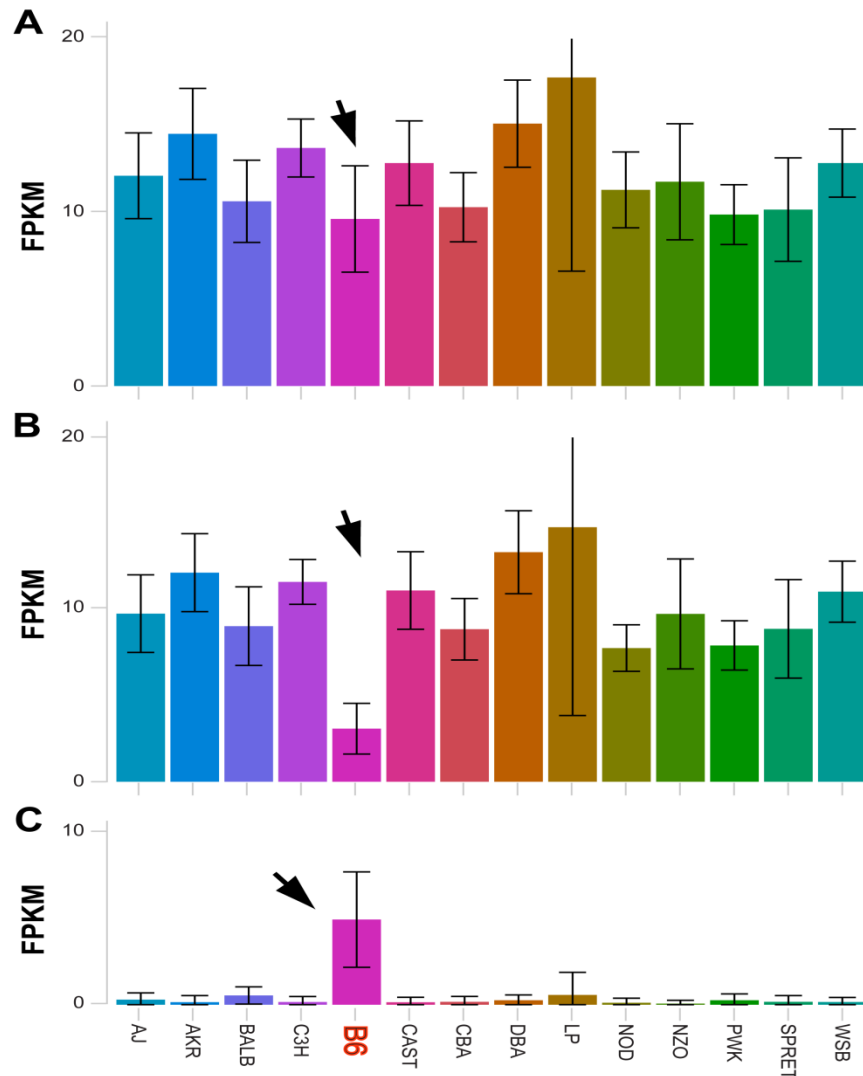 A
20
10
0
FPKM
B
20
10
0
FPKM
C
10
0
FPKM
AJ
AKR
BALB
C3H
B6
CAST
CBA
DBA
LP
NOD
NZO
PWK
SPRET
WSB